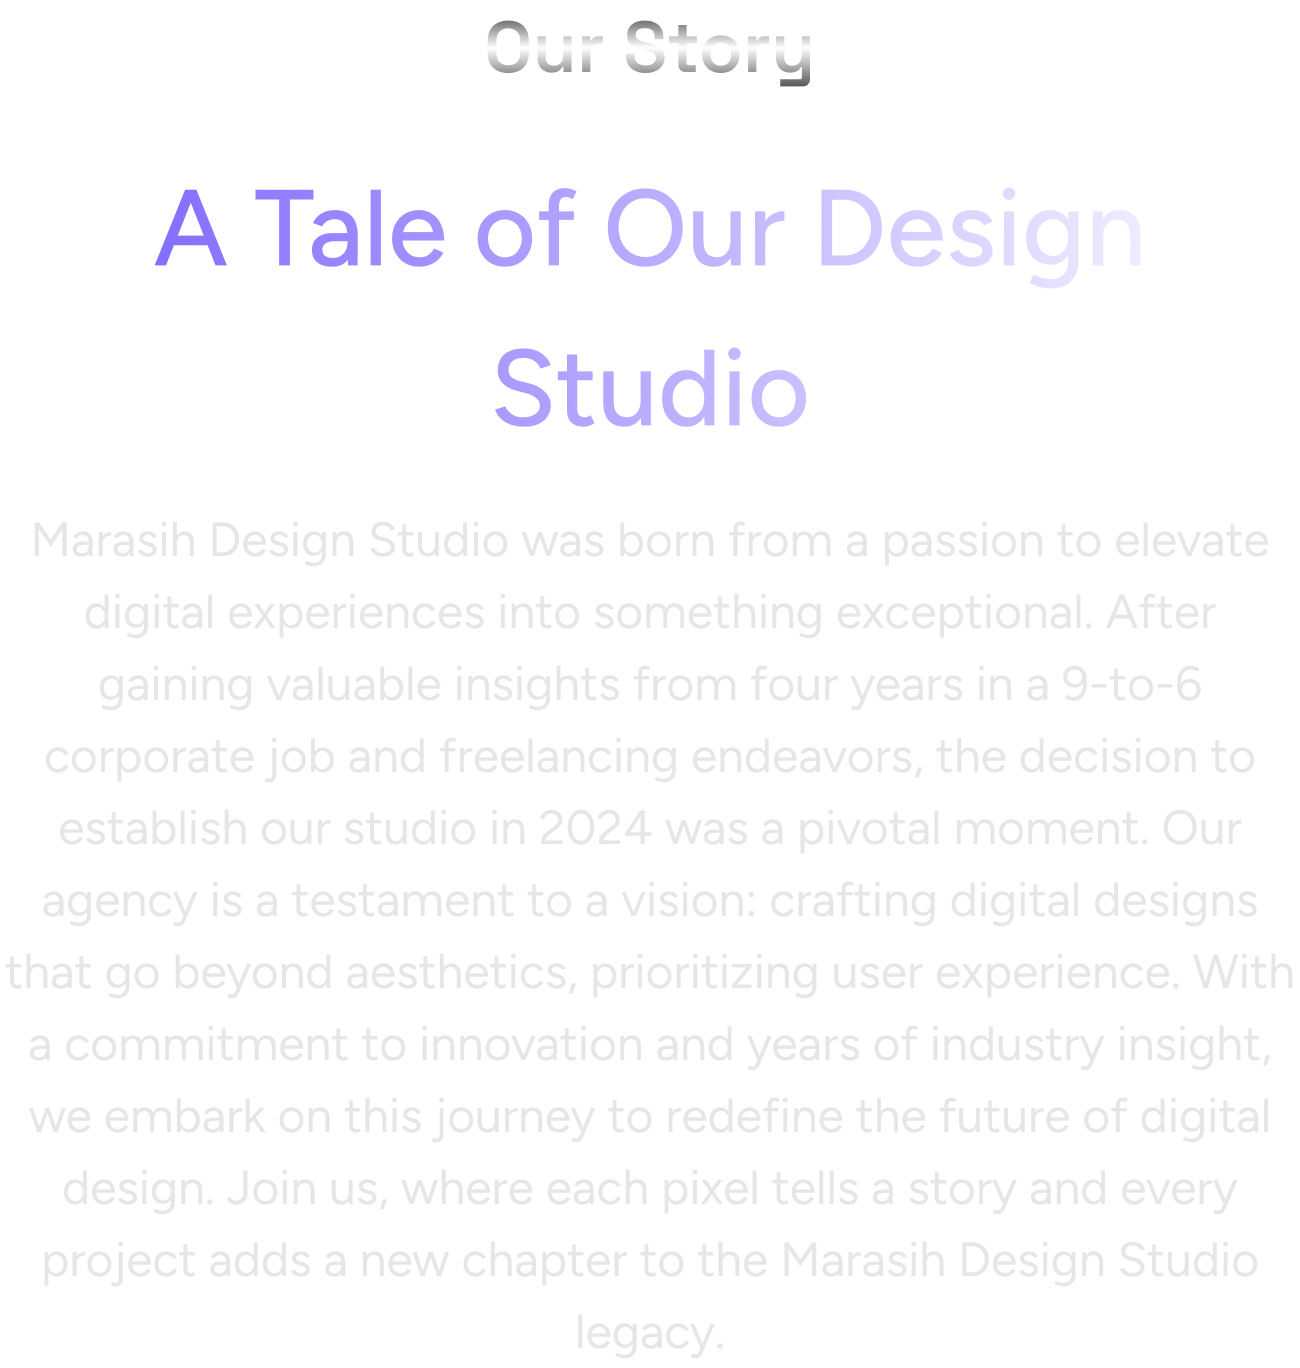 Our Story
A Tale of Our Design
Studio
Marasih Design Studio was born from a passion to elevate
digital experiences into something exceptional. After
gaining valuable insights from four years in a 9-to-6
corporate job and freelancing endeavors, the decision to
establish our studio in 2024 was a pivotal moment. Our
agency is a testament to a vision: crafting digital designs
that go beyond aesthetics, prioritizing user experience. With
a commitment to innovation and years of industry insight,
we embark on this journey to redefine the future of digital
design. Join us, where each pixel tells a story and every
project adds a new chapter to the Marasih Design Studio
legacy.